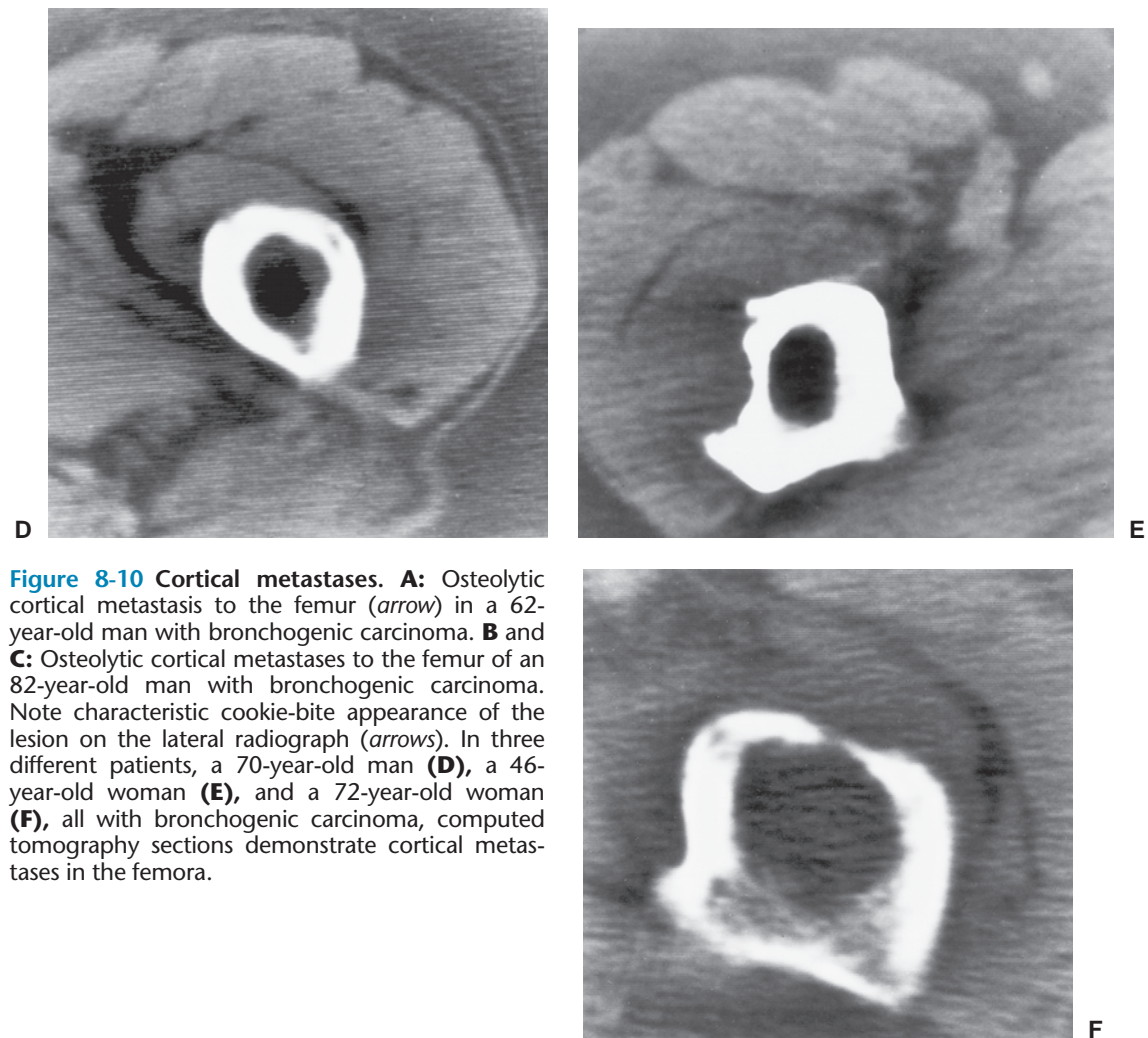 D
E
Figure 8-10 Cortical metastases. A: Osteolytic
cortical metastasis to the femur (arrow) in a 62-
year-old man with bronchogenic carcinoma. B and
C: Osteolytic cortical metastases to the femur of an
82-year-old man with bronchogenic carcinoma.
Note characteristic cookie-bite appearance of the
lesion on the lateral radiograph (arrows). In three
different patients, a 70-year-old man (D), a 46-
year-old woman (E), and a 72-year-old woman
(F), all with bronchogenic carcinoma, computed
tomography sections demonstrate cortical metas-
tases in the femora.
F